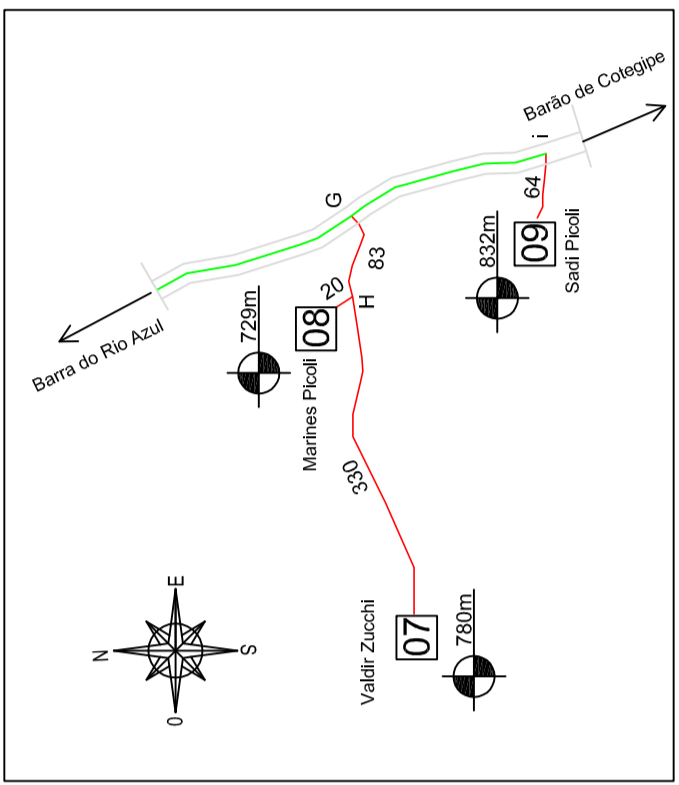 Barão de Cotegipe
i
64
09
Sadi Picoli
832m
G
83
20
H
08
Marines Picoli
729m
Barra do Rio Azul
330
Valdir Zucchi
07
780m
N
E
S
0